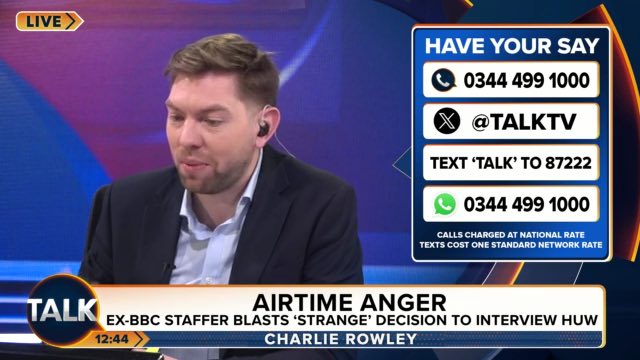 LIVE
HAVE YOUR SAY
0344 499 1000
@TALKTV
TEXT ‘TALK’ TO 87222
0344 499 1000
CALLS CHARGED AT NATIONAL RATE
TEXTS COST ONE STANDARD NETWORK RATE
TALK
AIRTIME ANGER
EX-BBC STAFFER BLASTS ‘STRANGE’ DECISION TO INTERVIEW HUW
12:44
CHARLIE ROWLEY